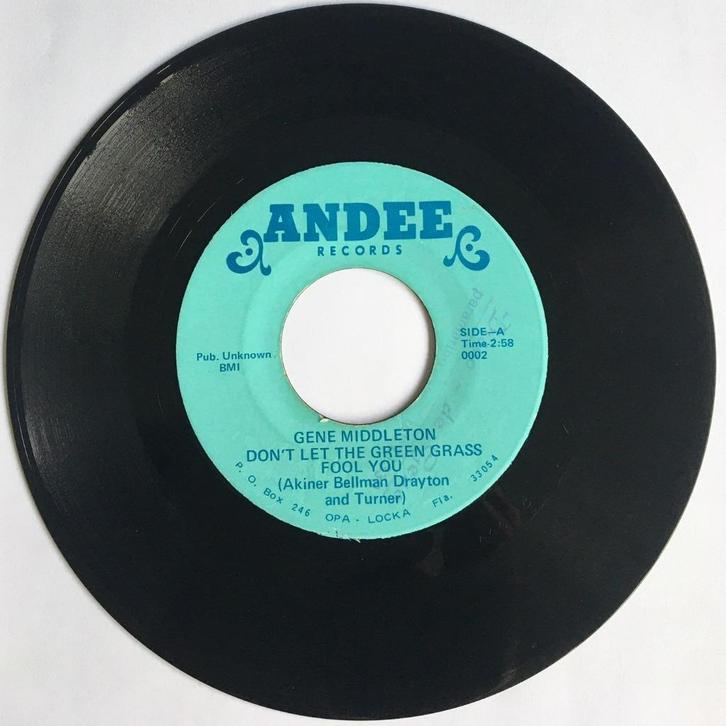 ANDEE
RECORDS
SIDE-A
Time-2:58
0002
Pub. Unknown
BMI
GENE MIDDLETON
DON'T LET THE GREEN GRASS
FOOL YOU
(Akiner Bellman Drayton
and Turner)
P. O. Box 246 OPA - LOCKA Fla. 33054